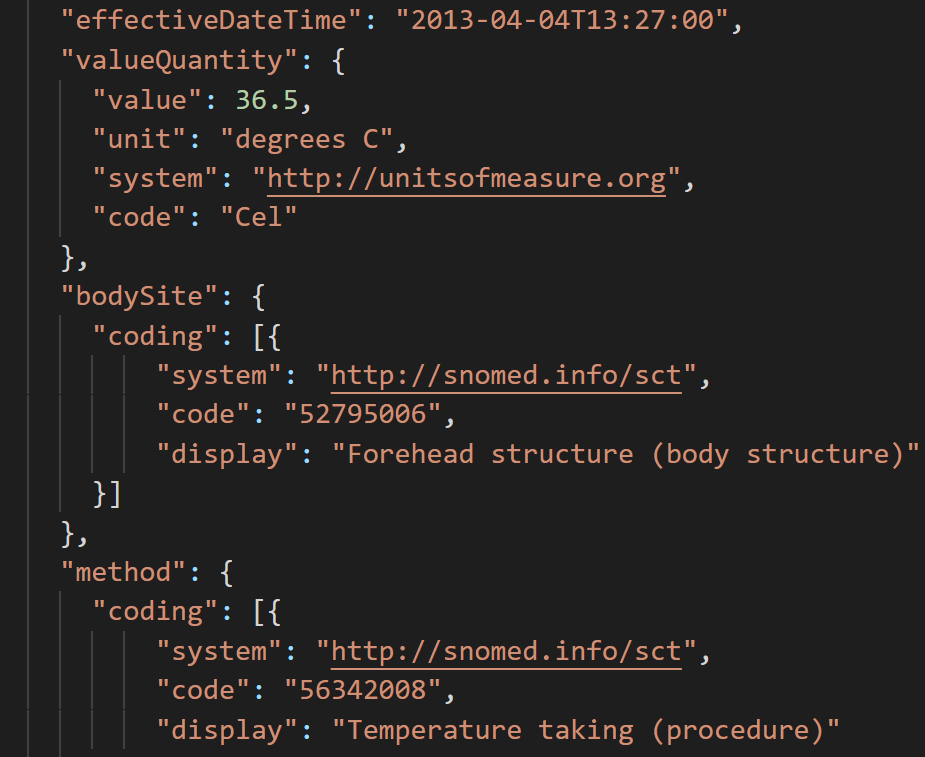 "effectiveDateTime": "2013-04-04T13:27:00",
"valueQuantity": {
"value": 36.5,
"unit": "degrees C",
"system": "http://unitsofmeasure.org",
"code": "Cel"
},
"bodySite": {
"coding": [{
"system": "http://snomed.info/sct",
"code": "52795006",
"display": "Forehead structure (body structure)"
}]
},
"method": {
"coding": [{
"system": "http://snomed.info/sct",
"code": "56342008",
"display": "Temperature taking (procedure)"